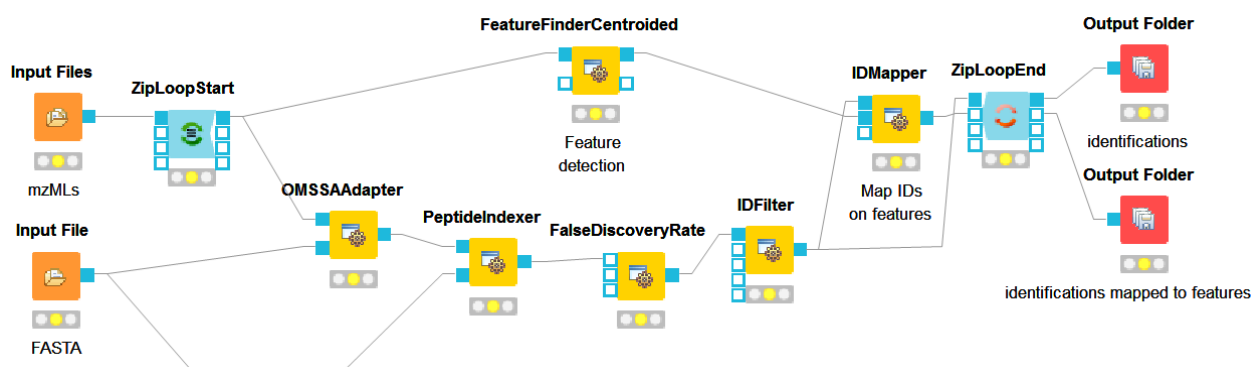 FeatureFinderCentroided
Output Folder
Input Files
ZipLoopStart
IDMapper
ZipLoopEnd
identifications
mzMLs
Feature
detection
OMSSAAdapter
Map IDs
on features
Output Folder
Input File
PeptideIndexer
FalseDiscoveryRate
IDFilter
identifications mapped to features
FASTA